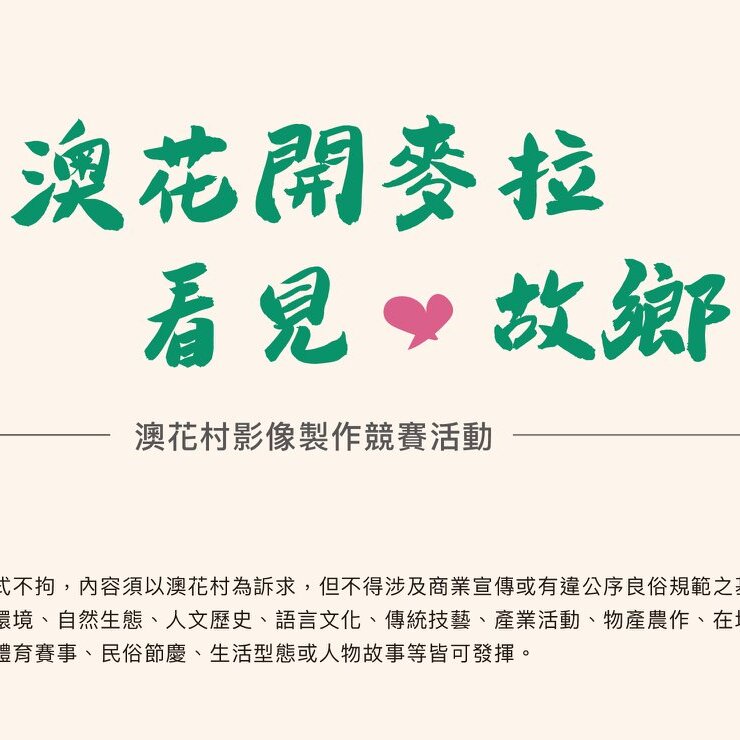 澳花開麥拉
看見故鄉
澳花村影像製作競賽活動
式不拘，內容須以澳花村為訴求，但不得涉及商業宣傳或有違公序良俗規範之
環境、自然生態、人文歷史、語言文化、傳統技藝、產業活動、物產農作、在
體育賽事、民俗節慶、生活型態或人物故事等皆可發揮。